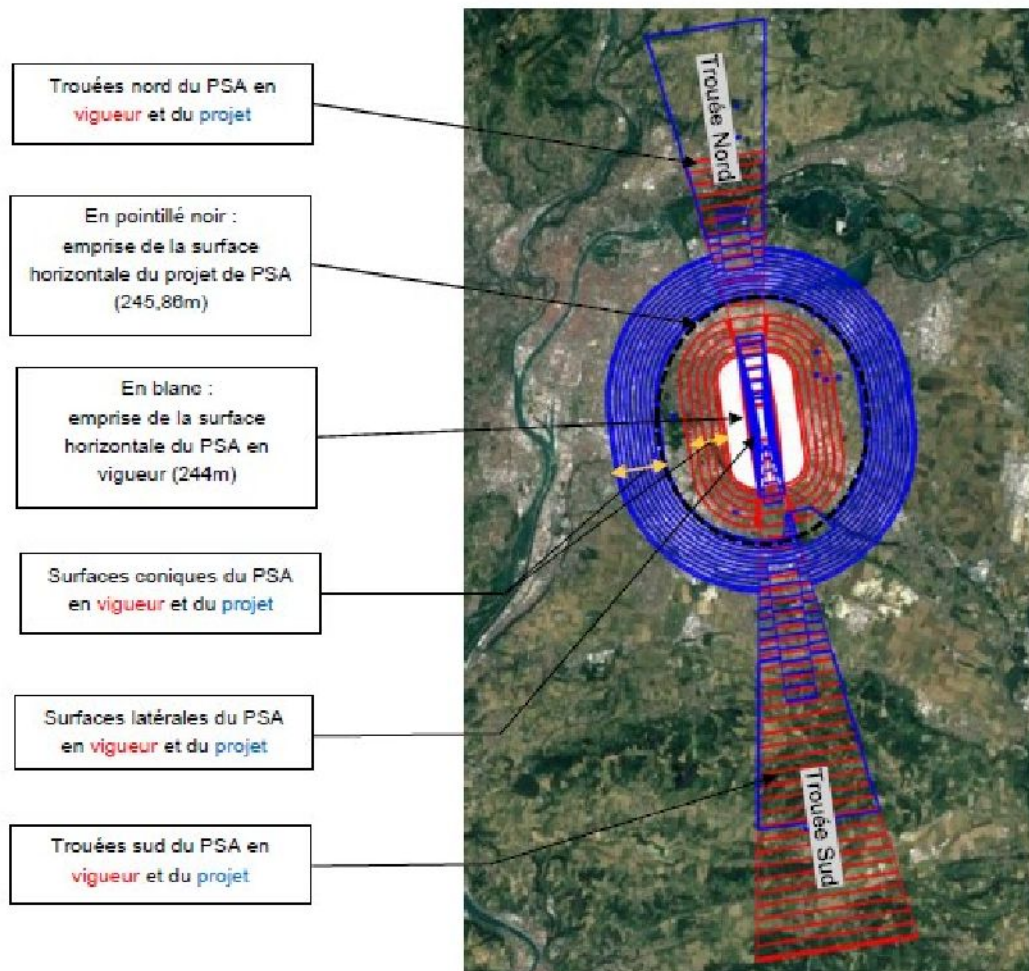 Trouées nord du PSA en
vigueur et du projet
En pointillé noir :
emprise de la surface
horizontale du projet de PSA
(245,86m)
En blanc :
emprise de la surface
horizontale du PSA en
vigueur (244m)
Surfaces coniques du PSA
en vigueur et du projet
Surfaces latérales du PSA
en vigueur et du projet
Trouées sud du PSA en
vigueur et du projet
Trouée Nord
Trouée Sud